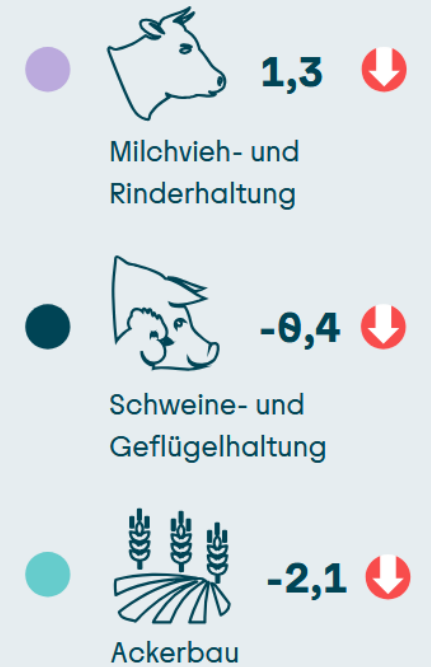 1,3
Milchvieh- und
Rinderhaltung
-0,4
Schweine- und
Geflügelhaltung
-2,1
Ackerbau